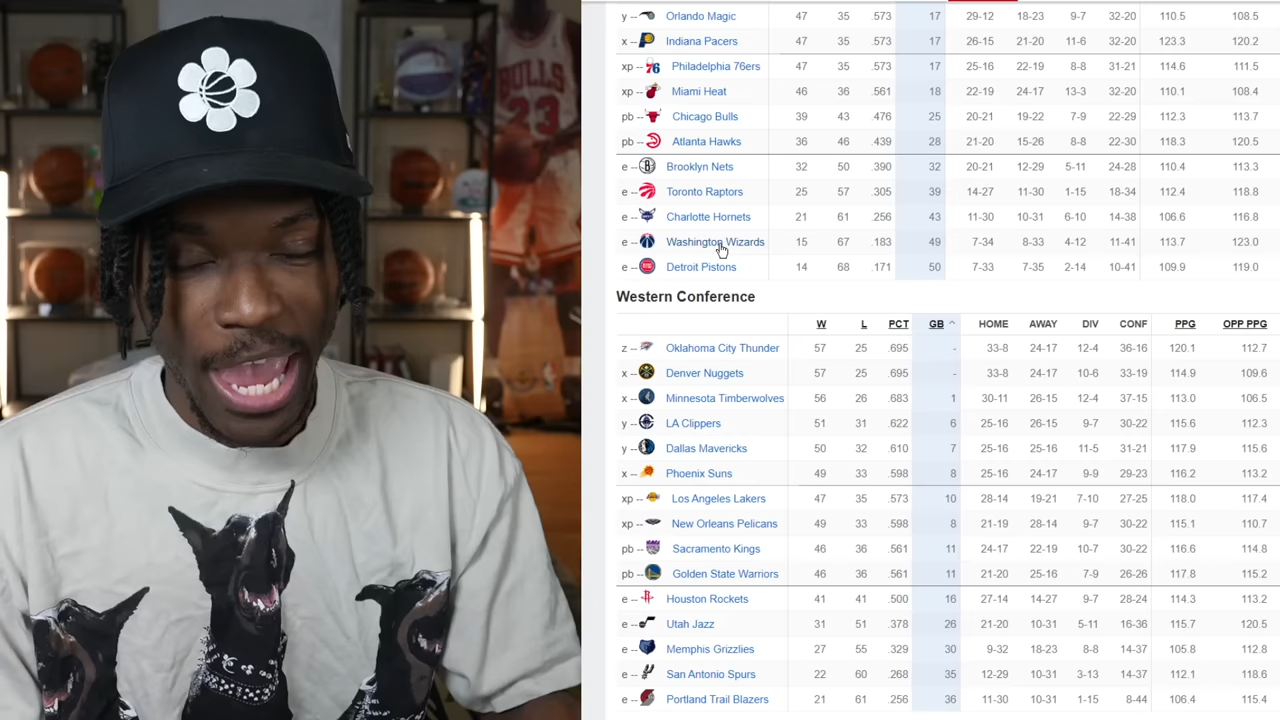 BULLS
23
y -- Orlando Magic 47 35 .573 17 29-12 18-23 9-7 32-20 110.5 108.5
x -- Indiana Pacers 47 35 .573 17 26-15 21-20 11-6 32-20 123.3 120.2
xp -- Philadelphia 76ers 47 35 .573 17 25-16 22-19 8-8 31-21 114.6 111.5
xp -- Miami Heat 46 36 .561 18 22-19 24-17 13-3 32-20 110.1 108.4
pb -- Chicago Bulls 39 43 .476 25 20-21 19-22 7-9 22-29 112.3 113.7
pb -- Atlanta Hawks 36 46 .439 28 21-20 15-26 8-8 22-30 118.3 120.5
e -- Brooklyn Nets 32 50 .390 32 20-21 12-29 5-11 24-28 110.4 113.3
e -- Toronto Raptors 25 57 .305 39 14-27 11-30 1-15 18-34 112.4 118.8
e -- Charlotte Hornets 21 61 .256 43 11-30 10-31 6-10 14-38 106.6 116.8
e -- Washington Wizards 15 67 .183 49 7-34 8-33 4-12 11-41 113.7 123.0
e -- Detroit Pistons 14 68 .171 50 7-33 7-35 2-14 10-41 109.9 119.0
Western Conference
W L PCT GB HOME AWAY DIV CONF PPG OPP PPG
z -- Oklahoma City Thunder 57 25 .695 - 33-8 24-17 12-4 36-16 120.1 112.7
x -- Denver Nuggets 57 25 .695 - 33-8 24-17 10-6 33-19 114.9 109.6
x -- Minnesota Timberwolves 56 26 .683 1 30-11 26-15 12-4 37-15 113.0 106.5
y -- LA Clippers 51 31 .622 6 25-16 26-15 9-7 30-22 115.6 112.3
y -- Dallas Mavericks 50 32 .610 7 25-16 25-16 11-5 31-21 117.9 115.6
x -- Phoenix Suns 49 33 .598 8 25-16 24-17 9-9 29-23 116.2 113.2
xp -- Los Angeles Lakers 47 35 .573 10 28-14 19-21 7-10 27-25 118.0 117.4
xp -- New Orleans Pelicans 49 33 .598 8 21-19 28-14 9-7 30-22 115.1 110.7
pb -- Sacramento Kings 46 36 .561 11 24-17 22-19 10-7 30-22 116.6 114.8
pb -- Golden State Warriors 46 36 .561 11 21-20 25-16 7-9 26-26 117.8 115.2
e -- Houston Rockets 41 41 .500 16 27-14 14-27 9-7 28-24 114.3 113.2
e -- Utah Jazz 31 51 .378 26 21-20 10-31 5-11 16-36 115.7 120.5
e -- Memphis Grizzlies 27 55 .329 30 9-32 18-23 8-8 14-37 105.8 112.8
e -- San Antonio Spurs 22 60 .268 35 12-29 10-31 3-13 14-37 112.1 118.6
e -- Portland Trail Blazers 21 61 .256 36 11-30 10-31 1-15 8-44 106.4 115.4